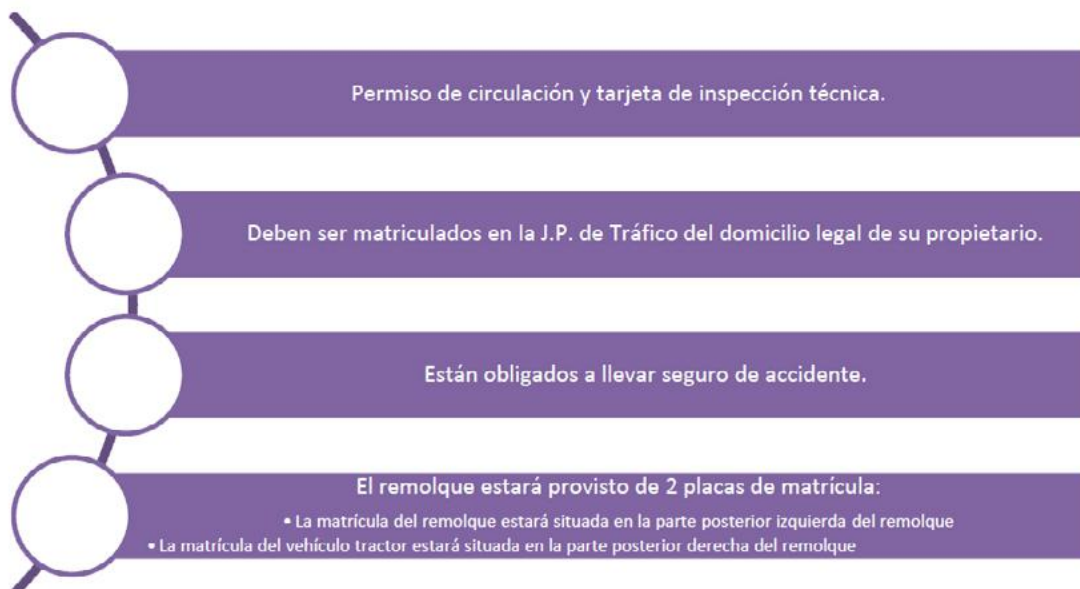 Permiso de circulación y tarjeta de inspección técnica.
Deben ser matriculados en la J.P. de Tráfico del domicilio legal de su propietario.
Están obligados a llevar seguro de accidente.
El remolque estará provisto de 2 placas de matrícula:
• La matrícula del remolque estará situada en la parte posterior izquierda del remolque
• La matrícula del vehículo tractor estará situada en la parte posterior derecha del remolque